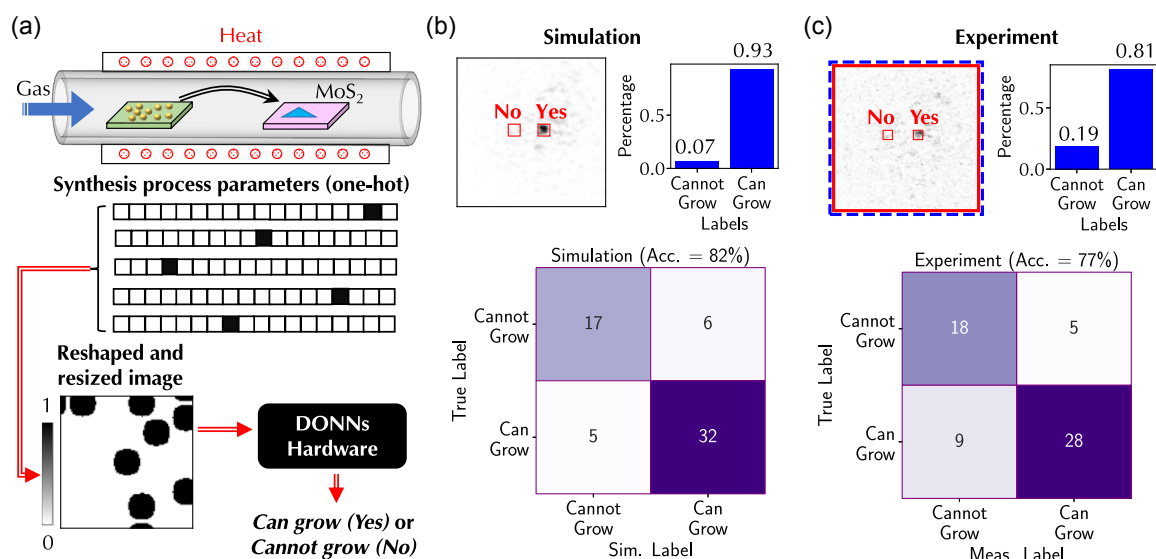 (a)
Heat
Gas
MoS2
Synthesis process parameters (one-hot)
Reshaped and
resized image
1
0
DONNs
Hardware
Can grow (Yes) or
Cannot grow (No)
(b)
Simulation
No Yes
Percentage
0.5
0.0
0.07
0.93
Cannot
Grow
Can
Grow
Labels
Simulation (Acc. = 82%)
True Label
Cannot
Grow
17 6
Can
Grow
5 32
Cannot
Grow
Can
Grow
Sim. Label
(c)
Experiment
No Yes
Percentage
0.5
0.0
0.19
0.81
Cannot
Grow
Can
Grow
Labels
Experiment (Acc. = 77%)
True Label
Cannot
Grow
18 5
Can
Grow
9 28
Cannot
Grow
Can
Grow
Meas. Label